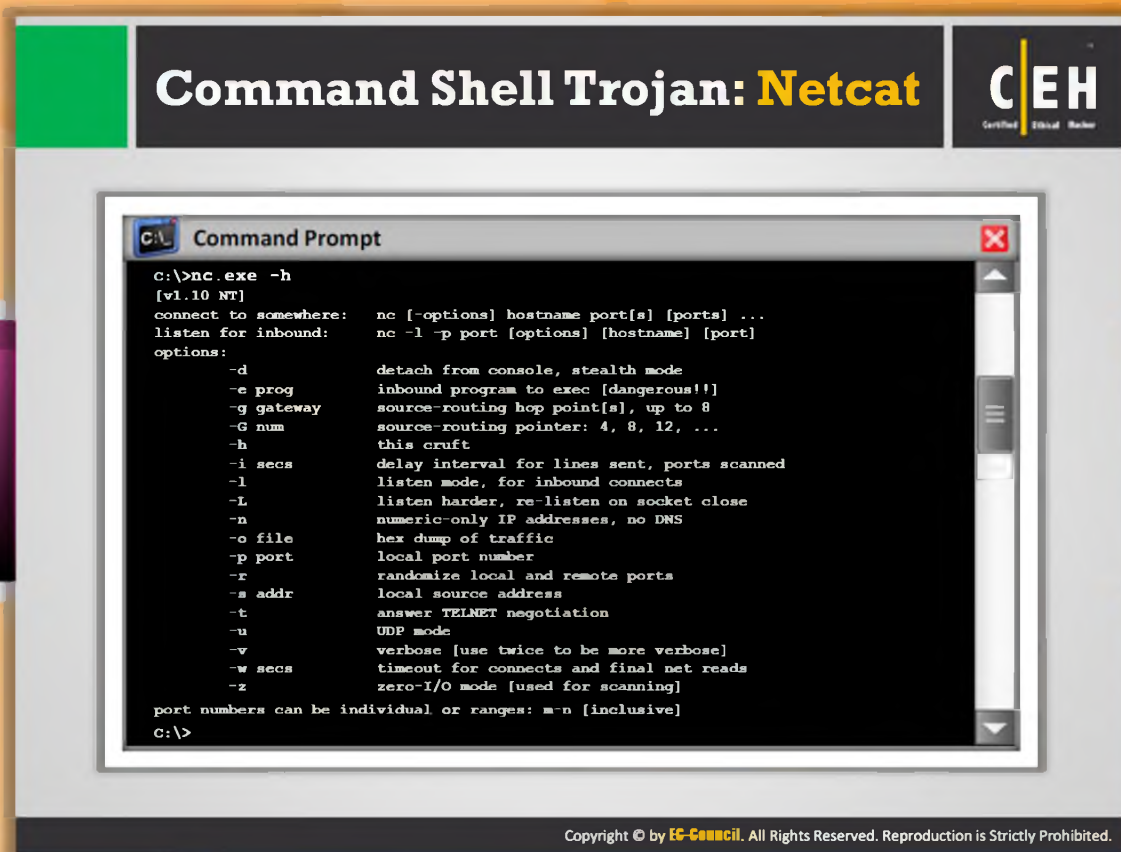 Command Shell Trojan: Netcat
C EH
Certified Ethical Hacker
C:\_ Command Prompt
c:\>nc.exe -h
[v1.10 NT]
connect to somewhere: nc [-options] hostname port[s] [ports] ...
listen for inbound: nc -l -p port [options] [hostname] [port]
options:
-d detach from console, stealth mode
-e prog inbound program to exec [dangerous!!]
-g gateway source-routing hop point[s], up to 8
-G num source-routing pointer: 4, 8, 12, ...
-h this cruft
-i secs delay interval for lines sent, ports scanned
-l listen mode, for inbound connects
-L listen harder, re-listen on socket close
-n numeric-only IP addresses, no DNS
-o file hex dump of traffic
-p port local port number
-r randomize local and remote ports
-s addr local source address
-t answer TELNET negotiation
-u UDP mode
-v verbose [use twice to be more verbose]
-w secs timeout for connects and final net reads
-z zero-I/O mode [used for scanning]
port numbers can be individual or ranges: m-n [inclusive]
C:\>
Copyright © by EC-Council. All Rights Reserved. Reproduction is Strictly Prohibited.